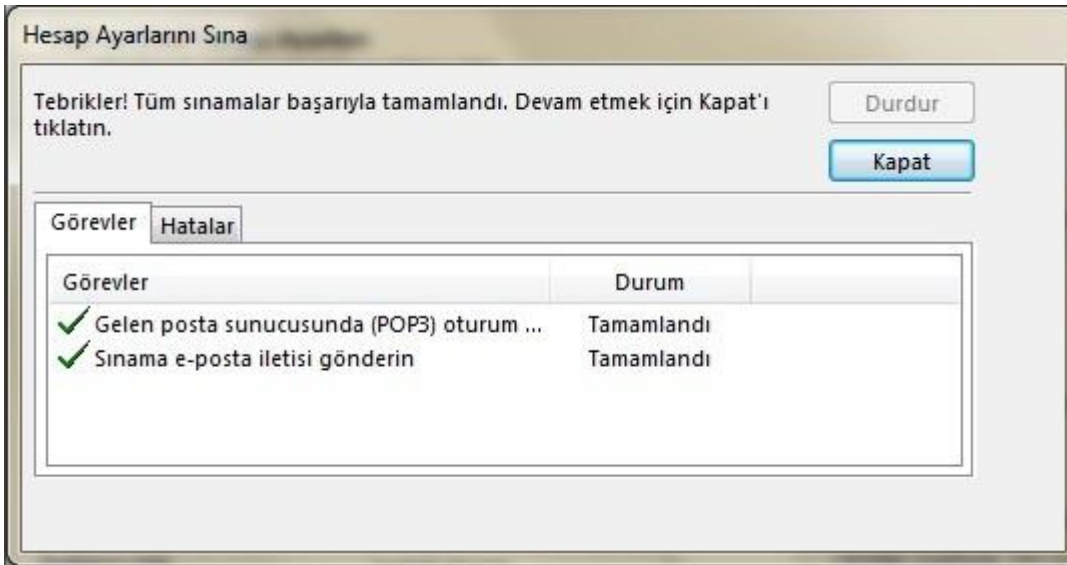 Hesap Ayarlarını Sına
Tebrikler! Tüm sınamalar başarıyla tamamlandı. Devam etmek için Kapat'ı
tıklatın.
Durdur
Kapat
Görevler Hatalar
Görevler Durum
Gelen posta sunucusunda (POP3) oturum ... Tamamlandı
Sınama e-posta iletisi gönderin Tamamlandı